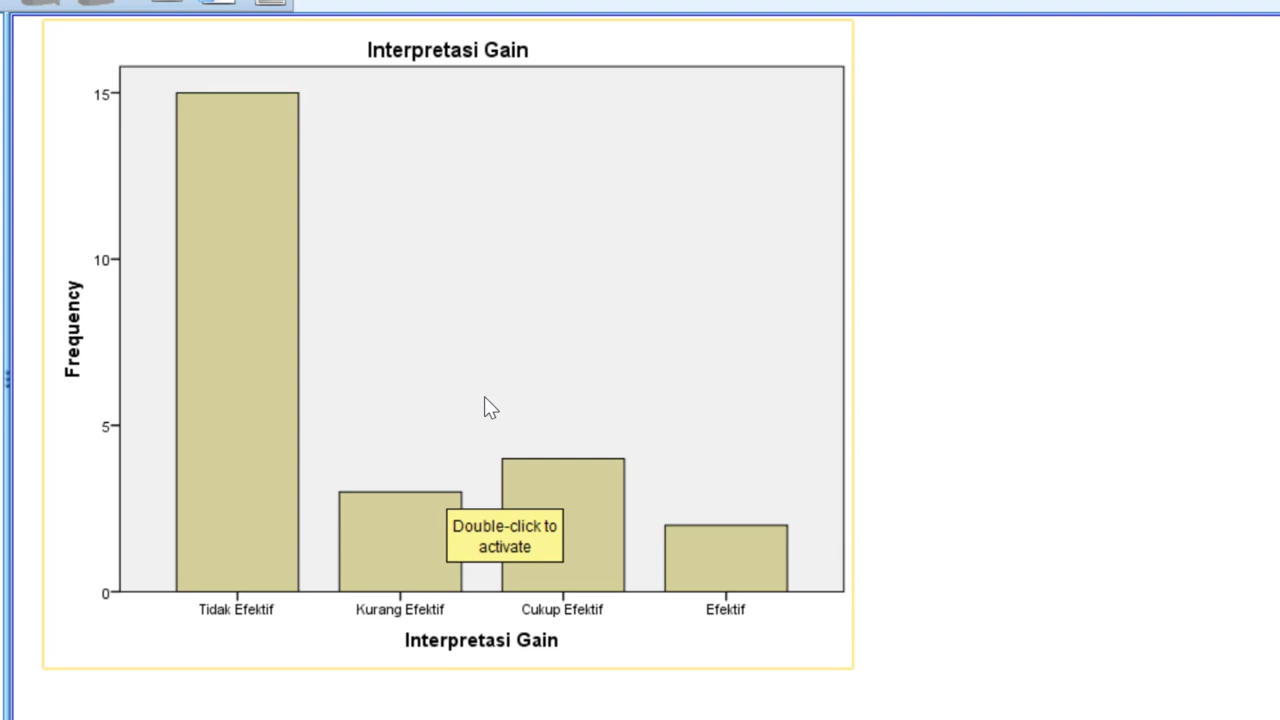 Interpretasi Gain
15
10
5
0
Frequency
Double-click to
activate
Tidak Efektif
Kurang Efektif
Cukup Efektif
Efektif
Interpretasi Gain